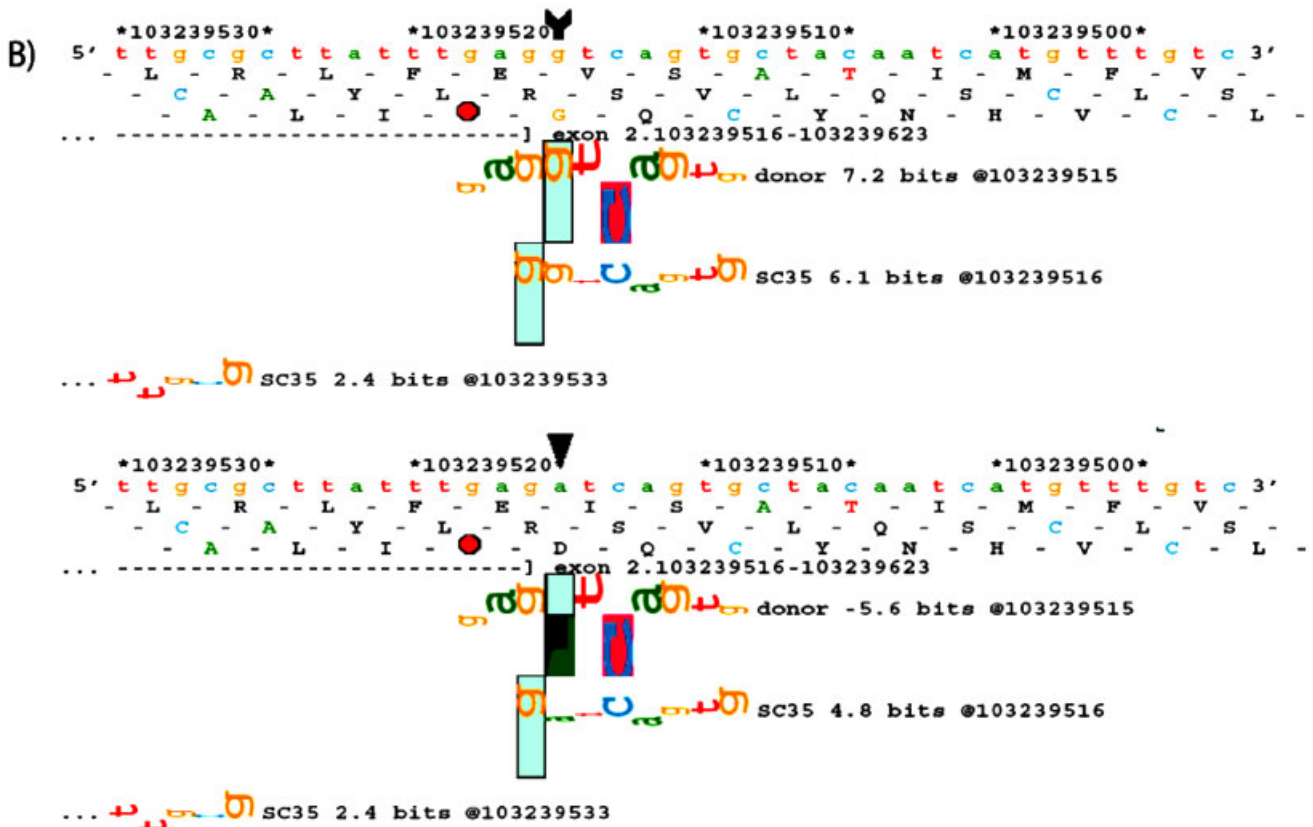 B)
*103239530* *103239520 *103239510* *103239500*
5' t t g c g c t t a t t t g a g g t c a g t g c t a c a a t c a t g t t t g t c 3'
- L - R - L - F - E - V - S - A - T - I - M - F - V -
- C - A - Y - L - R - S - V - L - Q - S - C - L - S -
- A - L - I - - G - Q - C - Y - N - H - V - C - L -
... ----------------------------] exon 2.103239516-103239623
g a g g t c a g t g donor 7.2 bits @103239515
g g t c a g t g SC35 6.1 bits @103239516
... t t g c g SC35 2.4 bits @103239533
*103239530* *103239520* *103239510* *103239500*
5' t t g c g c t t a t t t g a g a t c a g t g c t a c a a t c a t g t t t g t c 3'
- L - R - L - F - E - I - S - A - T - I - M - F - V -
- C - A - Y - L - R - S - V - L - Q - S - C - L - S -
- A - L - I - - D - Q - C - Y - N - H - V - C - L -
... ----------------------------] exon 2.103239516-103239623
g a g a t c a g t g donor -5.6 bits @103239515
g a t c a g t g SC35 4.8 bits @103239516
... t t g c g SC35 2.4 bits @103239533